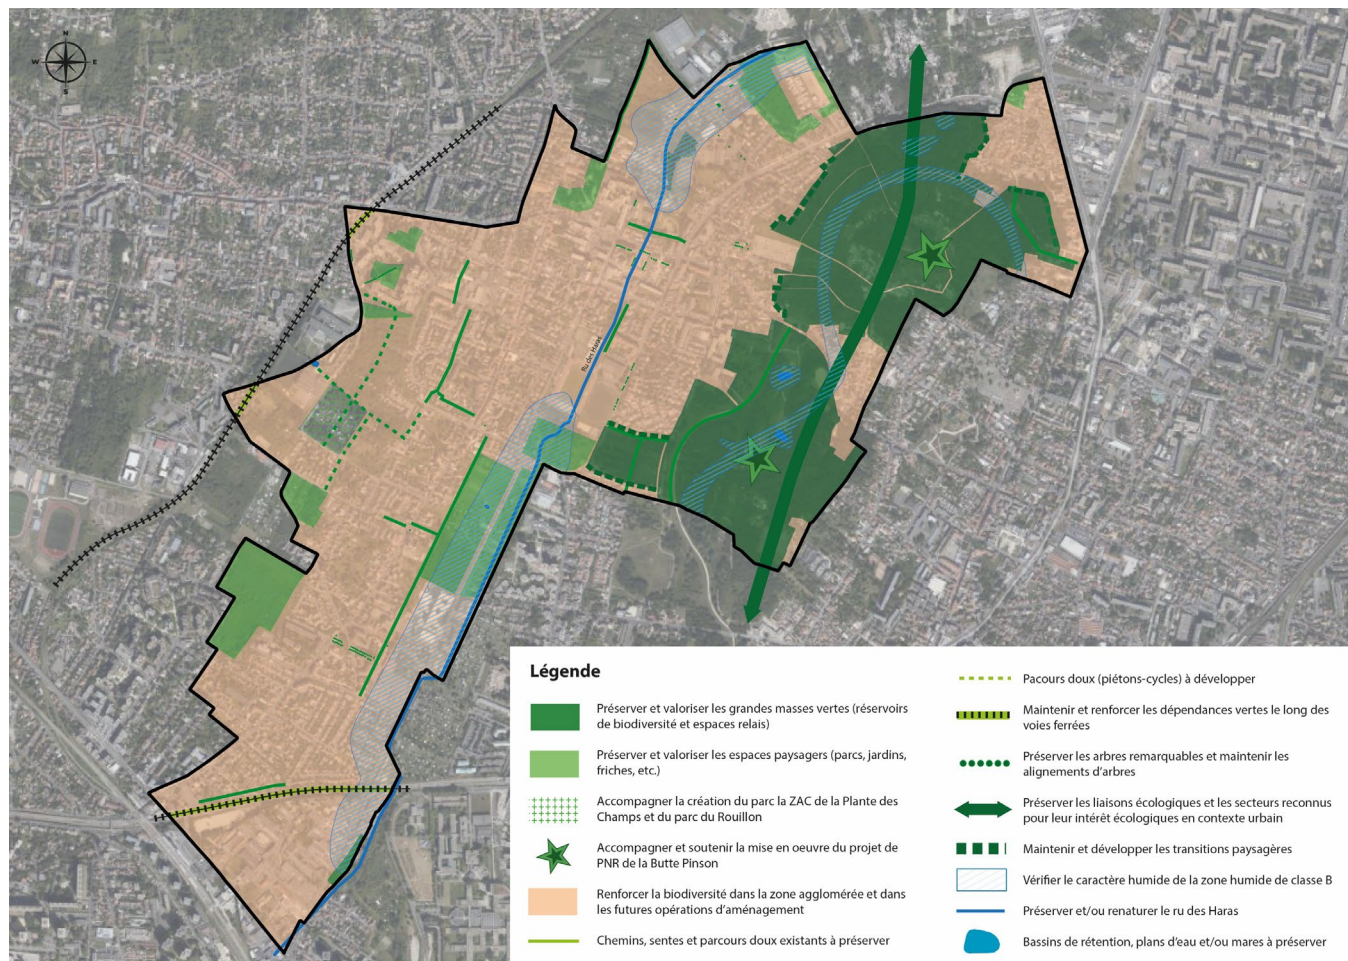 N
W
E
S
Ru des Haras
Légende
Préserver et valoriser les grandes masses vertes (réservoirs
de biodiversité et espaces relais)
Préserver et valoriser les espaces paysagers (parcs, jardins,
friches, etc.)
Accompagner la création du parc la ZAC de la Plante des
Champs et du parc du Rouillon
Accompagner et soutenir la mise en oeuvre du projet de
PNR de la Butte Pinson
Renforcer la biodiversité dans la zone agglomérée et dans
les futures opérations d'aménagement
Chemins, sentes et parcours doux existants à préserver
Pacours doux (piétons-cycles) à développer
Maintenir et renforcer les dépendances vertes le long des
voies ferrées
Préserver les arbres remarquables et maintenir les
alignements d'arbres
Préserver les liaisons écologiques et les secteurs reconnus
pour leur intérêt écologiques en contexte urbain
Maintenir et développer les transitions paysagères
Vérifier le caractère humide de la zone humide de classe B
Préserver et/ou renaturer le ru des Haras
Bassins de rétention, plans d'eau et/ou mares à préserver